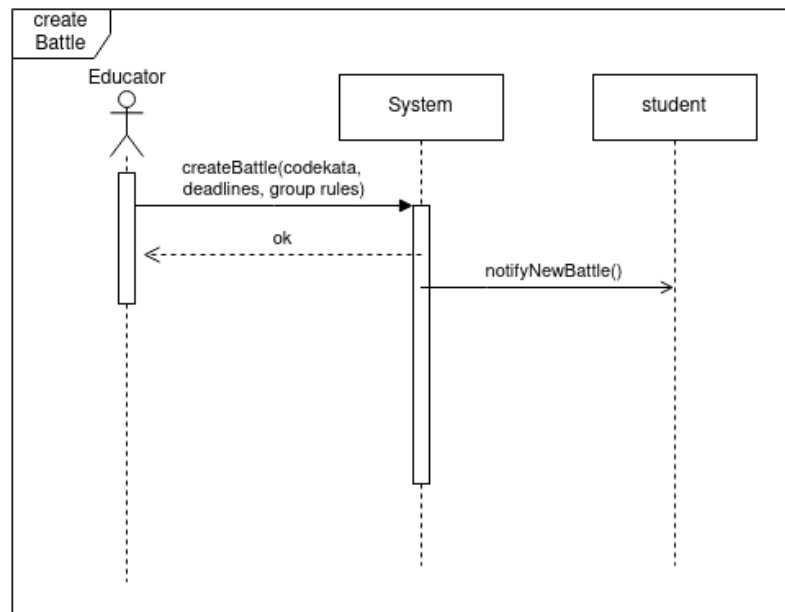 create
Battle
Educator
System
student
createBattle(codekata,
deadlines, group rules)
ok
notifyNewBattle()